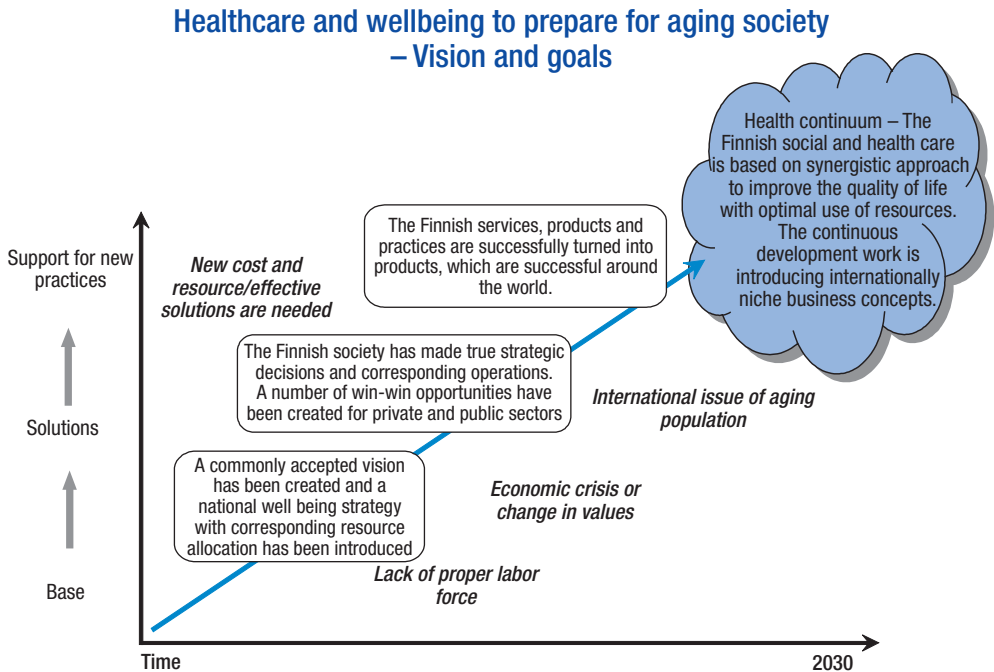 Healthcare and wellbeing to prepare for aging society
– Vision and goals
Health continuum – The
Finnish social and health care
is based on synergistic approach
to improve the quality of life
with optimal use of resources.
The continuous
development work is
introducing internationally
niche business concepts.
The Finnish services, products and
practices are successfully turned into
products, which are successful around
the world.
Support for new
practices
New cost and
resource/effective
solutions are needed
The Finnish society has made true strategic
decisions and corresponding operations.
A number of win-win opportunities have
been created for private and public sectors
International issue of aging
population
Solutions
A commonly accepted vision
has been created and a
national well being strategy
with corresponding resource
allocation has been introduced
Economic crisis or
change in values
Lack of proper labor
force
Base
Time
2030